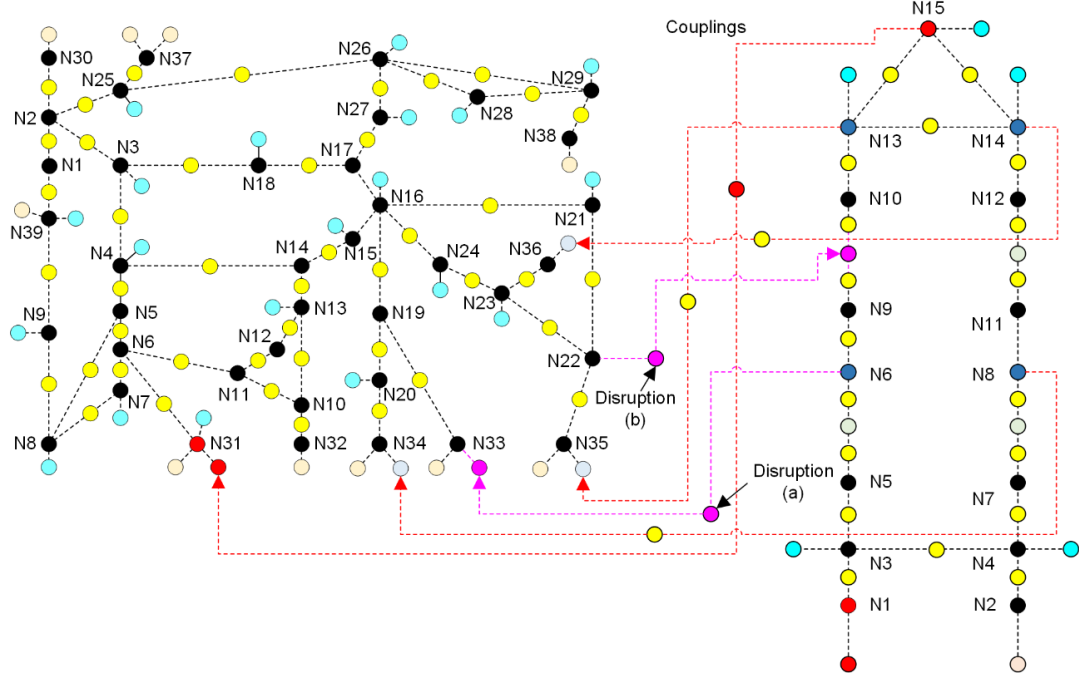 N15
Couplings
N30
N37
N26
N25
N29
N28
N2
N27
N38
N13
N14
N3
N17
N1
N18
N16
N10
N12
N39
N15
N21
N36
N24
N4
N14
N23
N13
N19
N9
N5
N9
N11
N12
N6
N22
N11
N6
N8
N7
N20
Disruption
(b)
N10
N8
N31
N32
N34
N33
N35
Disruption
(a)
N5
N7
N3
N4
N1
N2